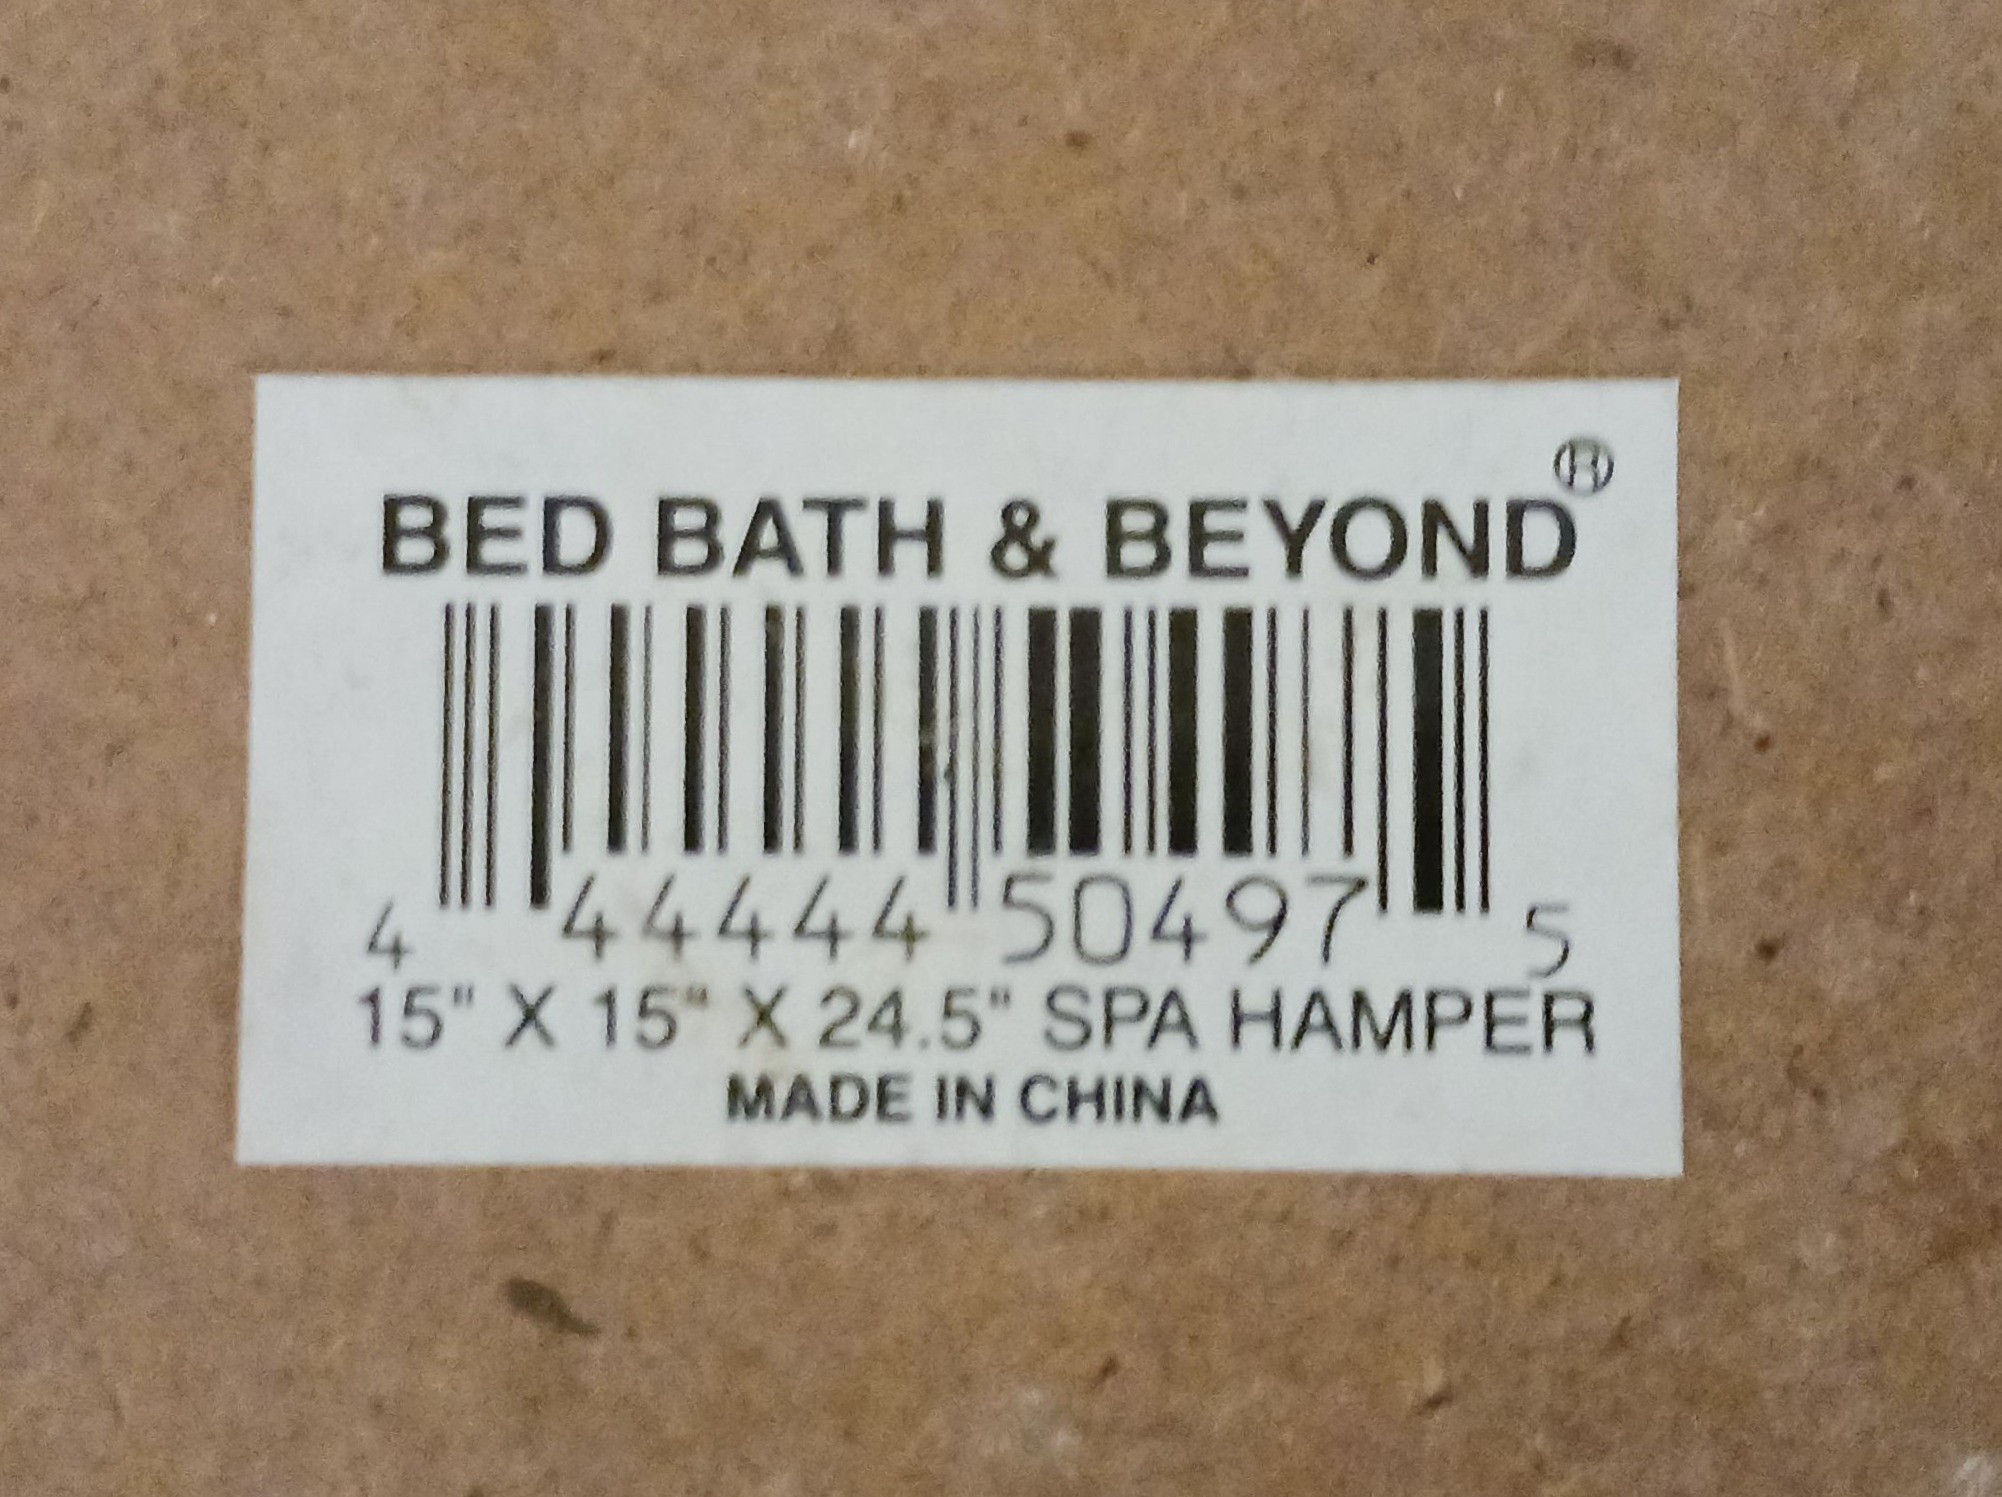 BED BATH & BEYOND®
4 44444 50497 5
15" X 15" X 24.5" SPA HAMPER
MADE IN CHINA